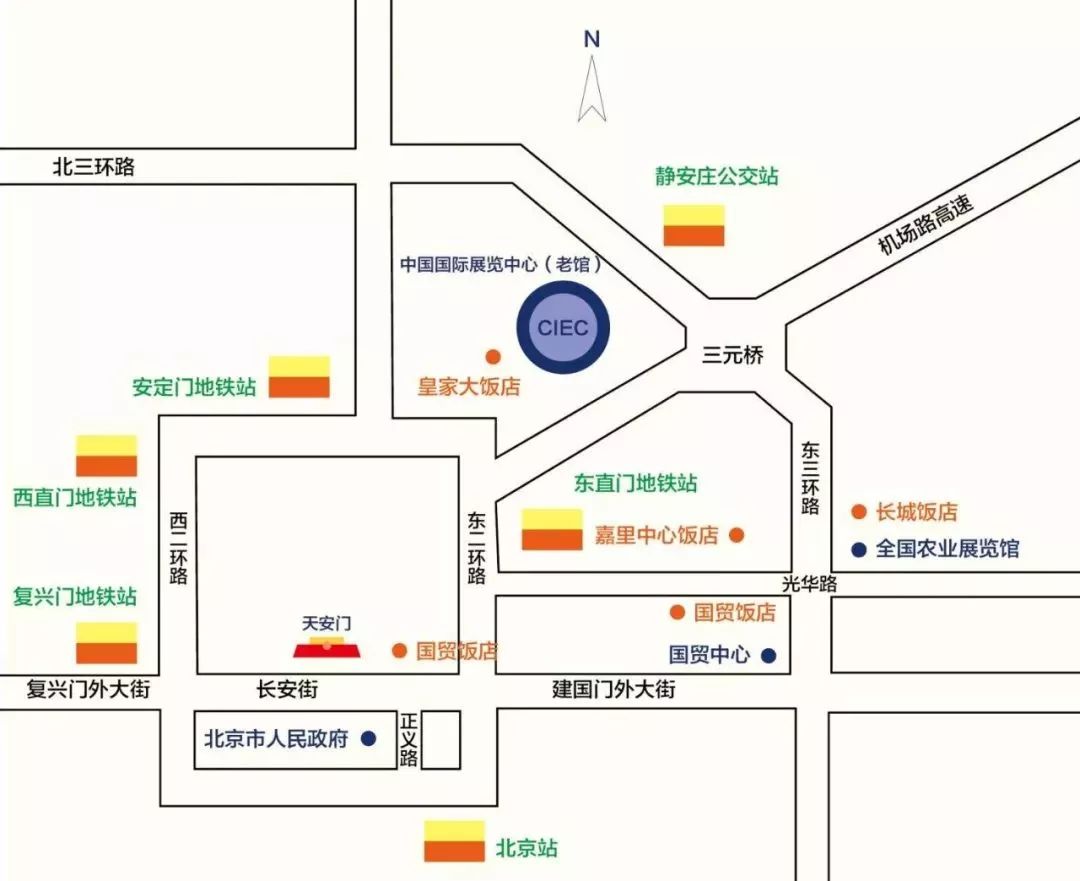 N
北三环路
静安庄公交站
机场路高速
中国国际展览中心（老馆）
CIEC
三元桥
皇家大饭店
安定门地铁站
西直门地铁站
东直门地铁站
东三环路
西二环路
东二环路
嘉里中心饭店
长城饭店
全国农业展览馆
复兴门地铁站
光华路
天安门
国贸饭店
国贸饭店
国贸中心
复兴门外大街
长安街
建国门外大街
北京市人民政府
正义路
北京站